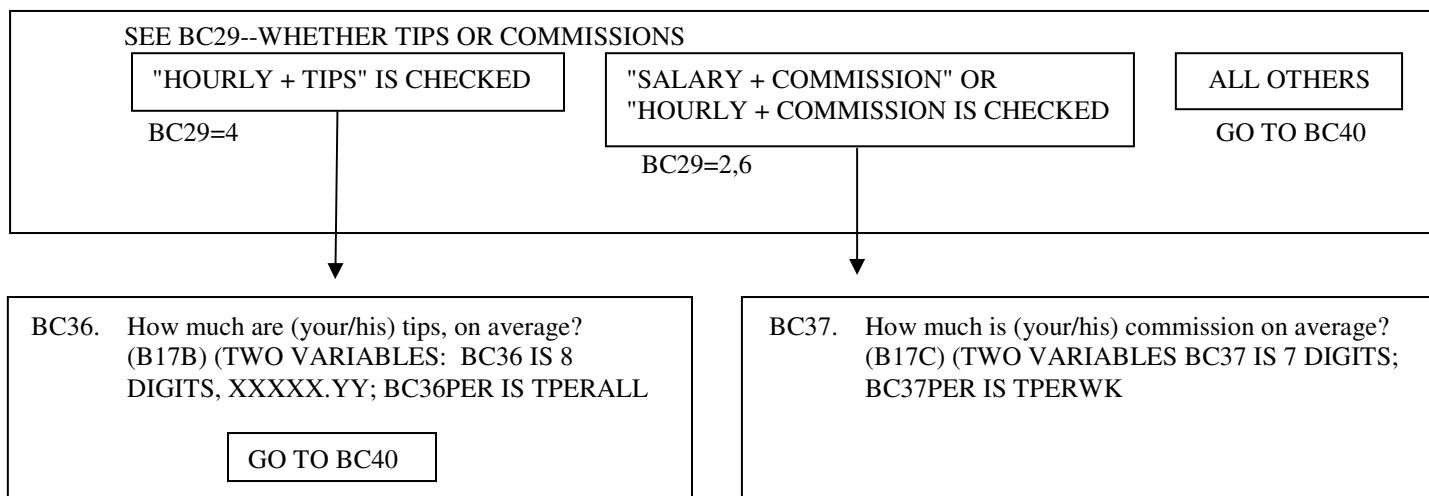 SEE BC29--WHETHER TIPS OR COMMISSIONS
"HOURLY + TIPS" IS CHECKED
BC29=4
"SALARY + COMMISSION" OR
"HOURLY + COMMISSION IS CHECKED
BC29=2,6
ALL OTHERS
GO TO BC40
BC36. How much are (your/his) tips, on average?
(B17B) (TWO VARIABLES: BC36 IS 8
DIGITS, XXXXX.YY; BC36PER IS TPERALL
GO TO BC40
BC37. How much is (your/his) commission on average?
(B17C) (TWO VARIABLES BC37 IS 7 DIGITS;
BC37PER IS TPERWK